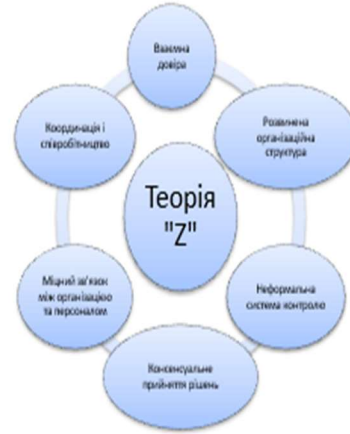 Взаємна
довіра
Розвинена
організаційна
структура
Неформальна
система контролю
Консенсуальне
прийняття рішень
Міцний зв'язок
між організацією
та персоналом
Координація і
співробітництво
Теорія
"Z"